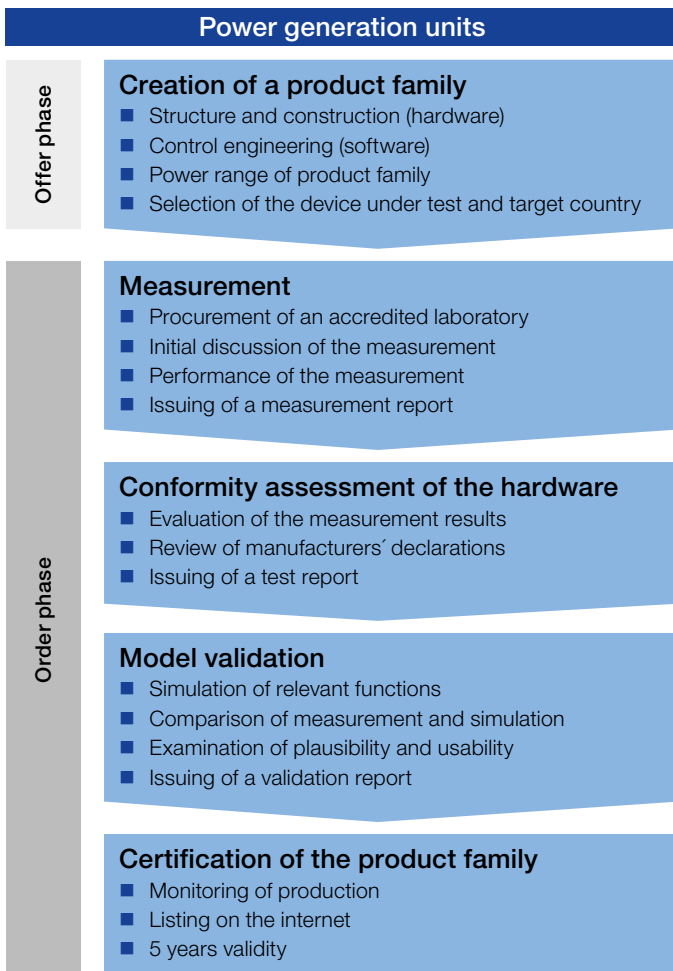 Power generation units
Offer phase
Creation of a product family
■ Structure and construction (hardware)
■ Control engineering (software)
■ Power range of product family
■ Selection of the device under test and target country
Order phase
Measurement
■ Procurement of an accredited laboratory
■ Initial discussion of the measurement
■ Performance of the measurement
■ Issuing of a measurement report
Conformity assessment of the hardware
■ Evaluation of the measurement results
■ Review of manufacturers´ declarations
■ Issuing of a test report
Model validation
■ Simulation of relevant functions
■ Comparison of measurement and simulation
■ Examination of plausibility and usability
■ Issuing of a validation report
Certification of the product family
■ Monitoring of production
■ Listing on the internet
■ 5 years validity